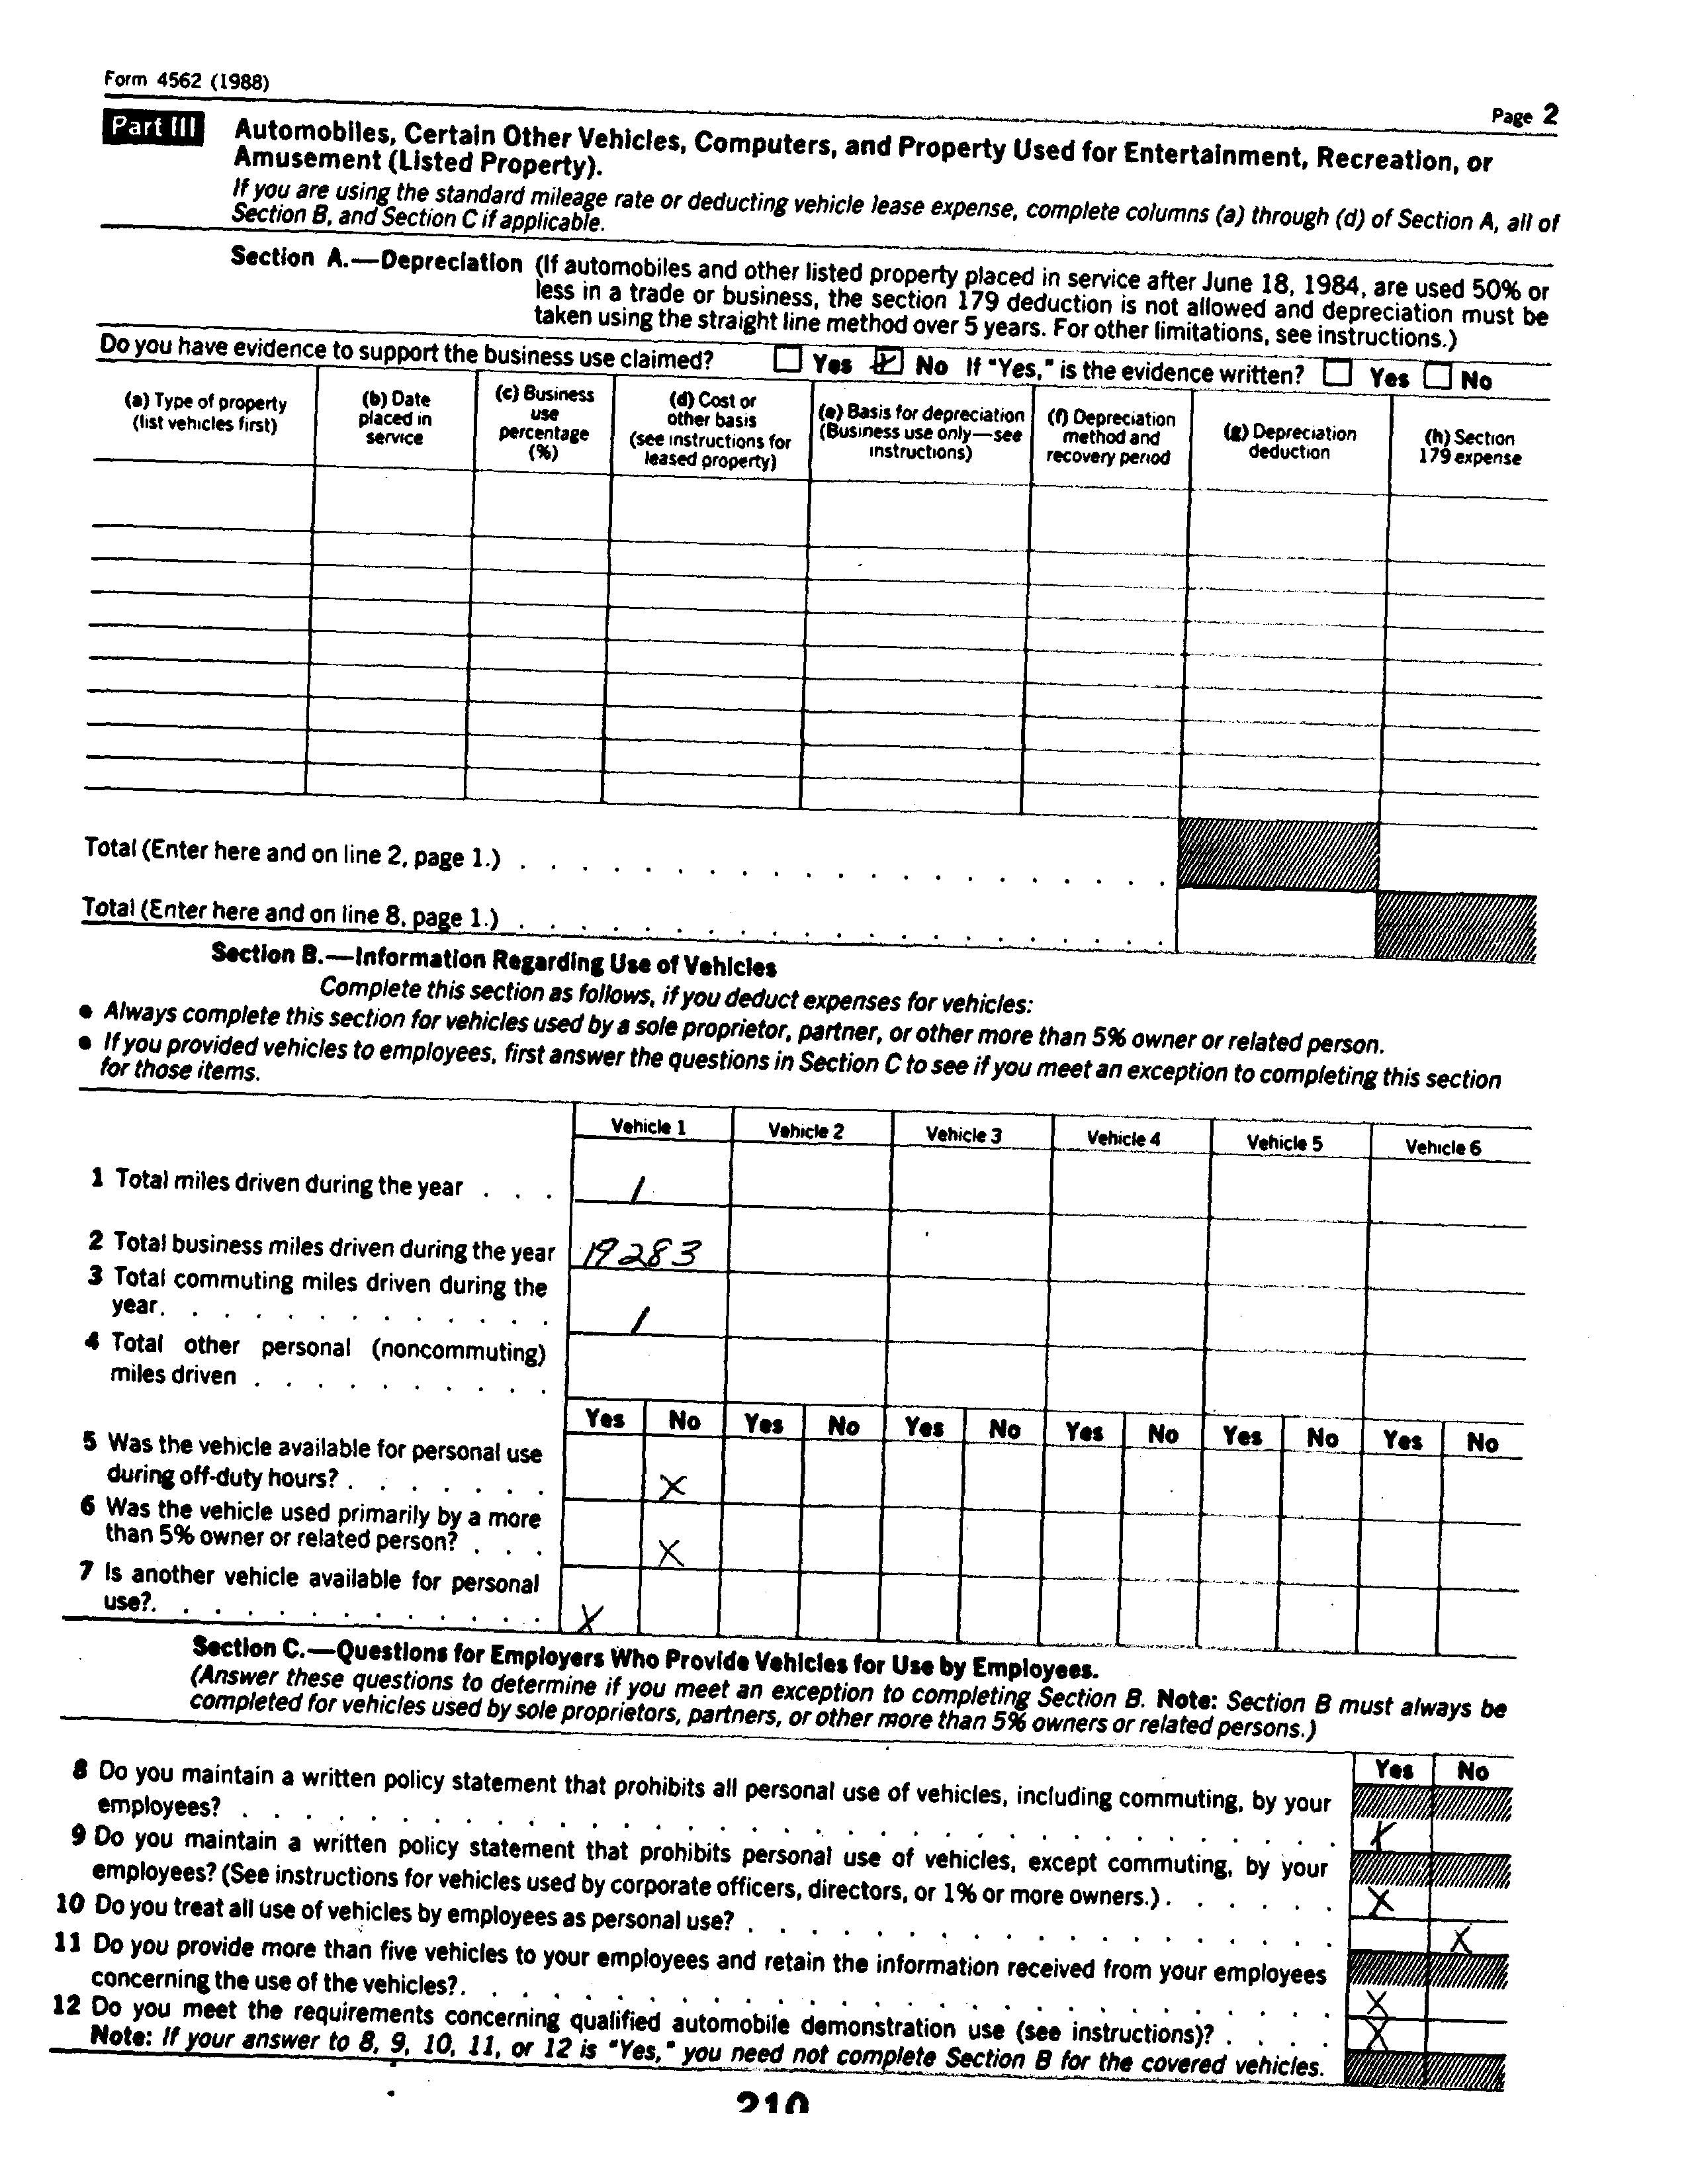 Form 4562 (1988)
Page 2
Part III
Automobiles, Certain Other Vehicles, Computers, and Property Used for Entertainment, Recreation, or
Amusement (Listed Property).
If you are using the standard mileage rate or deducting vehicle lease expense, complete columns (a) through (d) of Section A, all of
Section B, and Section C if applicable.
Section A.—Depreciation (If automobiles and other listed property placed in service after June 18, 1984, are used 50% or
less in a trade or business, the section 179 deduction is not allowed and depreciation must be
taken using the straight line method over 5 years. For other limitations, see instructions.)
Do you have evidence to support the business use claimed? Yes No If "Yes," is the evidence written? Yes No
(a) Type of property
(list vehicles first)
(b) Date
placed in
service
(c) Business
use
percentage
(%)
(d) Cost or
other basis
(see instructions for
leased property)
(e) Basis for depreciation
(Business use only—see
instructions)
(f) Depreciation
method and
recovery period
(g) Depreciation
deduction
(h) Section
179 expense
Total (Enter here and on line 2, page 1.) . . . . . . . . . . . . . . . . . . . . .
Total (Enter here and on line 8, page 1.) . . . . . . . . . . . . . . . . . . . . .
Section B.—Information Regarding Use of Vehicles
Complete this section as follows, if you deduct expenses for vehicles:
● Always complete this section for vehicles used by a sole proprietor, partner, or other more than 5% owner or related person.
● If you provided vehicles to employees, first answer the questions in Section C to see if you meet an exception to completing this section
for those items.
Vehicle 1 Vehicle 2 Vehicle 3 Vehicle 4 Vehicle 5 Vehicle 6
1 Total miles driven during the year . . . /
2 Total business miles driven during the year 19283
3 Total commuting miles driven during the
year. . . . . . . . . . . . . /
4 Total other personal (noncommuting)
miles driven . . . . . . . . . .
Yes No Yes No Yes No Yes No Yes No Yes No
5 Was the vehicle available for personal use
during off-duty hours? . . . . . . . X
6 Was the vehicle used primarily by a more
than 5% owner or related person? . . . X
7 Is another vehicle available for personal
use?. . . . . . . . . . . . . X
Section C.—Questions for Employers Who Provide Vehicles for Use by Employees.
(Answer these questions to determine if you meet an exception to completing Section B. Note: Section B must always be
completed for vehicles used by sole proprietors, partners, or other more than 5% owners or related persons.)
Yes No
8 Do you maintain a written policy statement that prohibits all personal use of vehicles, including commuting, by your
employees? . . . . . . . . . . . . . . . . . . . . . . . . . . . . . . . . . . . X
9 Do you maintain a written policy statement that prohibits personal use of vehicles, except commuting, by your
employees? (See instructions for vehicles used by corporate officers, directors, or 1% or more owners.) . . . . . . X
10 Do you treat all use of vehicles by employees as personal use? . . . . . . . . . . . . . . . . . . . X
11 Do you provide more than five vehicles to your employees and retain the information received from your employees
concerning the use of the vehicles?. . . . . . . . . . . . . . . . . . . . . . . . . . . . X
12 Do you meet the requirements concerning qualified automobile demonstration use (see instructions)? . . . . X
Note: If your answer to 8, 9, 10, 11, or 12 is "Yes," you need not complete Section B for the covered vehicles.
210